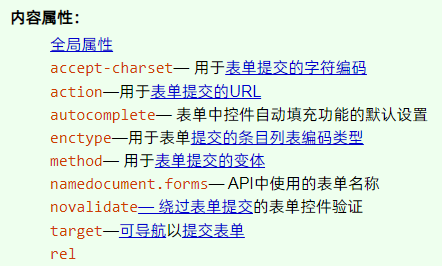 内容属性：
全局属性
accept-charset— 用于表单提交的字符编码
action—用于表单提交的URL
autocomplete— 表单中控件自动填充功能的默认设置
enctype—用于表单提交的条目列表编码类型
method— 用于表单提交的变体
namedocument.forms— API中使用的表单名称
novalidate— 绕过表单提交的表单控件验证
target—可导航以提交表单
rel